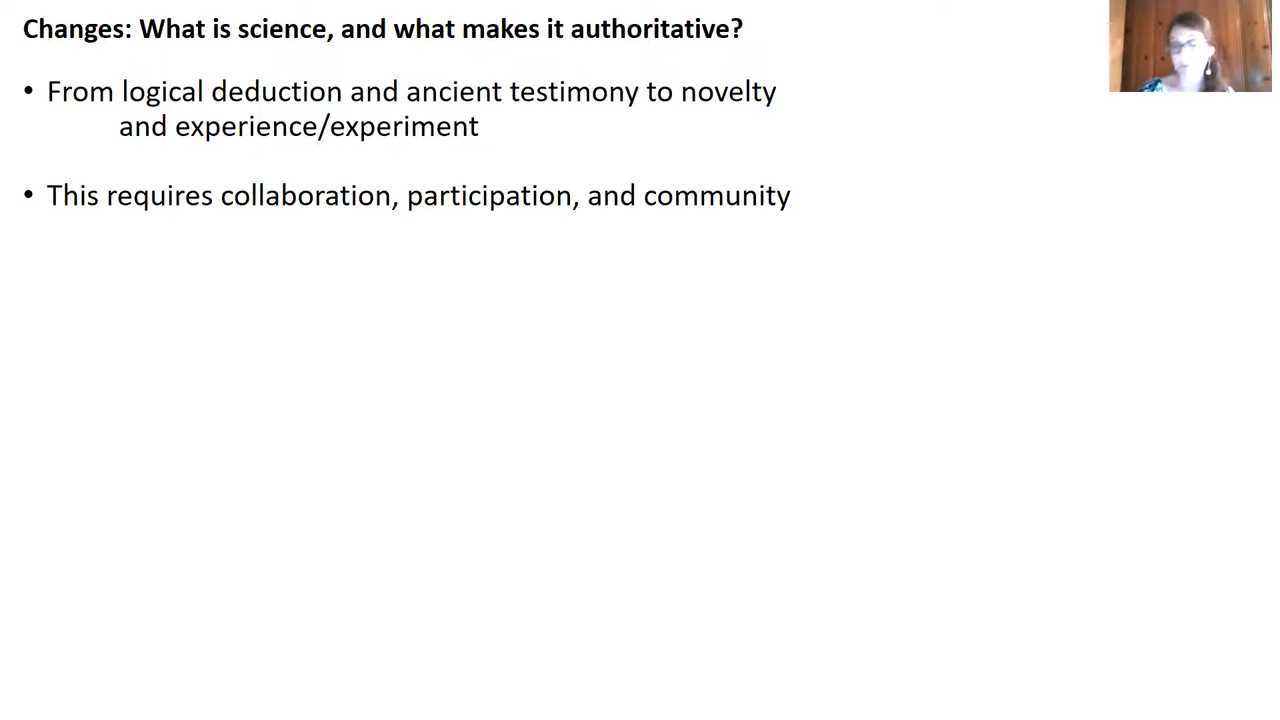 Changes: What is science, and what makes it authoritative?
• From logical deduction and ancient testimony to novelty
and experience/experiment
• This requires collaboration, participation, and community